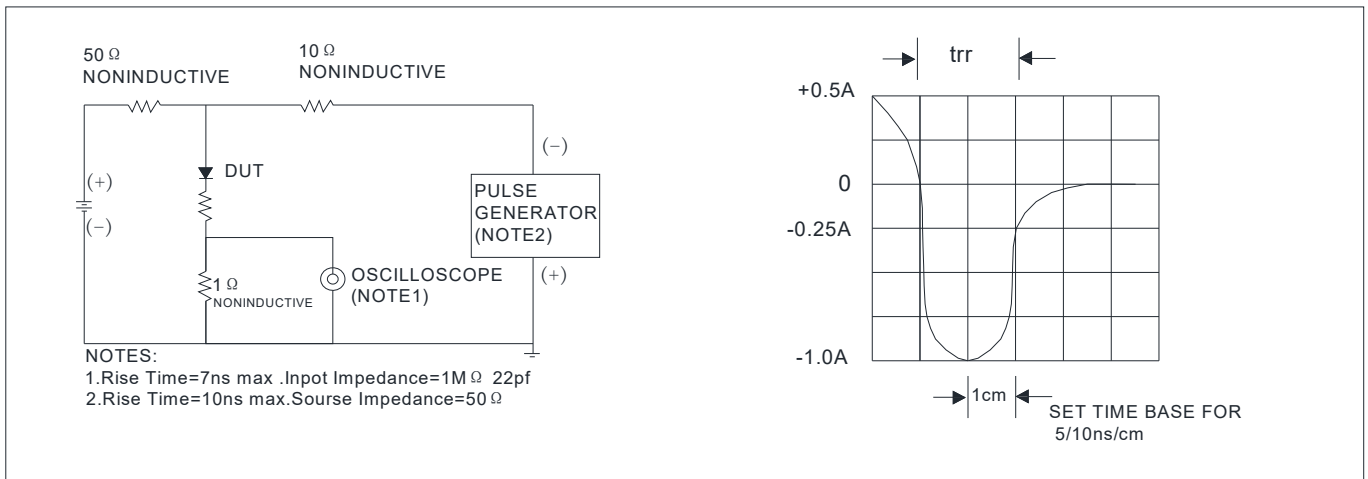 50 Ω
NONINDUCTIVE
10 Ω
NONINDUCTIVE
(+)
(−)
DUT
1 Ω
NONINDUCTIVE
OSCILLOSCOPE
(NOTE1)
(−)
PULSE
GENERATOR
(NOTE2)
(+)
NOTES:
1.Rise Time=7ns max .Inpot Impedance=1M Ω 22pf
2.Rise Time=10ns max.Sourse Impedance=50 Ω
trr
+0.5A
0
-0.25A
-1.0A
1cm
SET TIME BASE FOR
5/10ns/cm